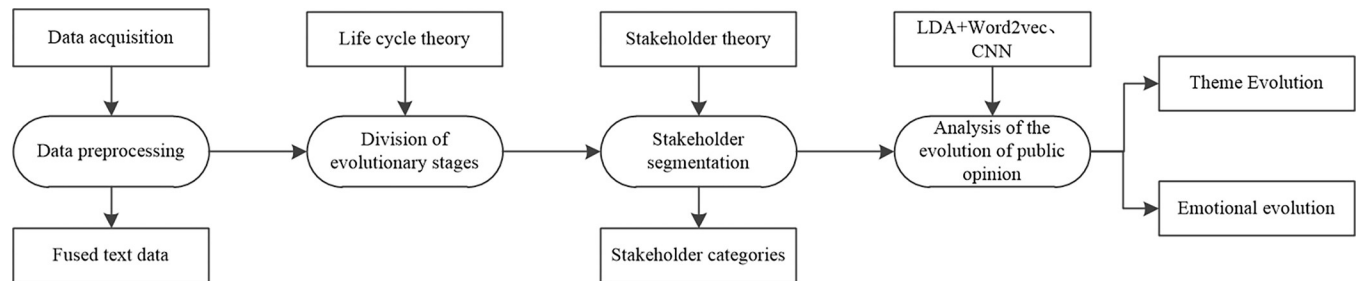 Data acquisition
Life cycle theory
Stakeholder theory
LDA+Word2vec、
CNN
Theme Evolution
Data preprocessing
Division of
evolutionary stages
Stakeholder
segmentation
Analysis of the
evolution of public
opinion
Emotional evolution
Fused text data
Stakeholder categories